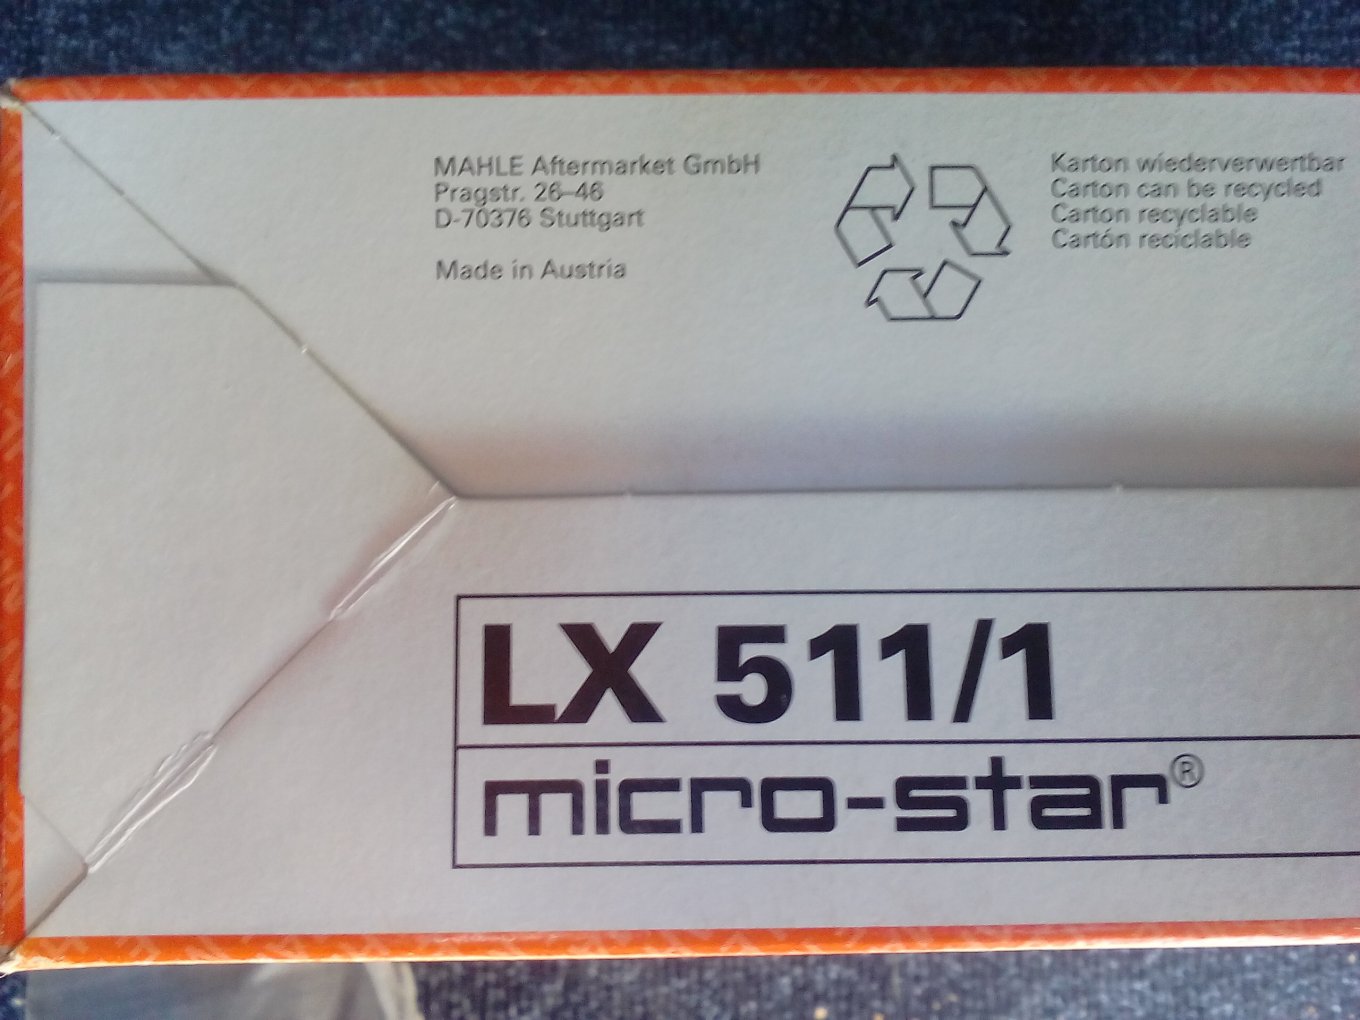 MAHLE Aftermarket GmbH
Pragstr. 26–46
D-70376 Stuttgart
Made in Austria
Karton wiederverwertbar
Carton can be recycled
Carton recyclable
Cartón reciclable
LX 511/1
micro-star®